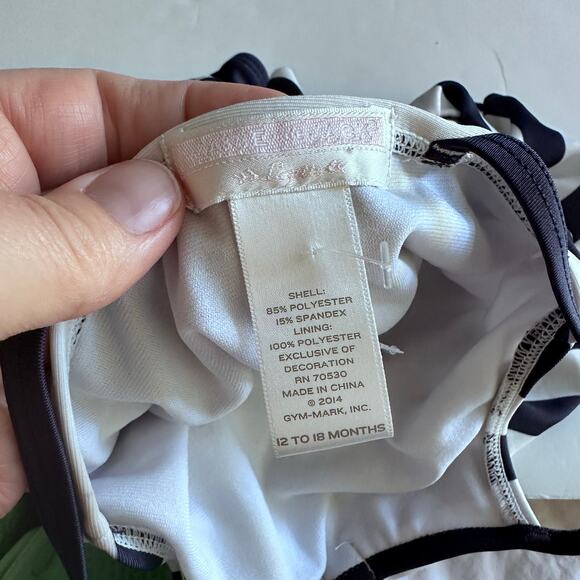 SHELL:
85% POLYESTER
15% SPANDEX
LINING:
100% POLYESTER
EXCLUSIVE OF
DECORATION
RN 70530
MADE IN CHINA
© 2014
GYM-MARK, INC.
12 TO 18 MONTHS